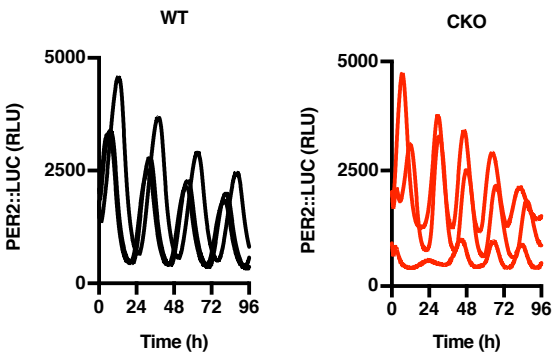 WT
PER2::LUC (RLU)
5000
2500
0
0 24 48 72 96
Time (h)
CKO
PER2::LUC (RLU)
5000
2500
0
0 24 48 72 96
Time (h)